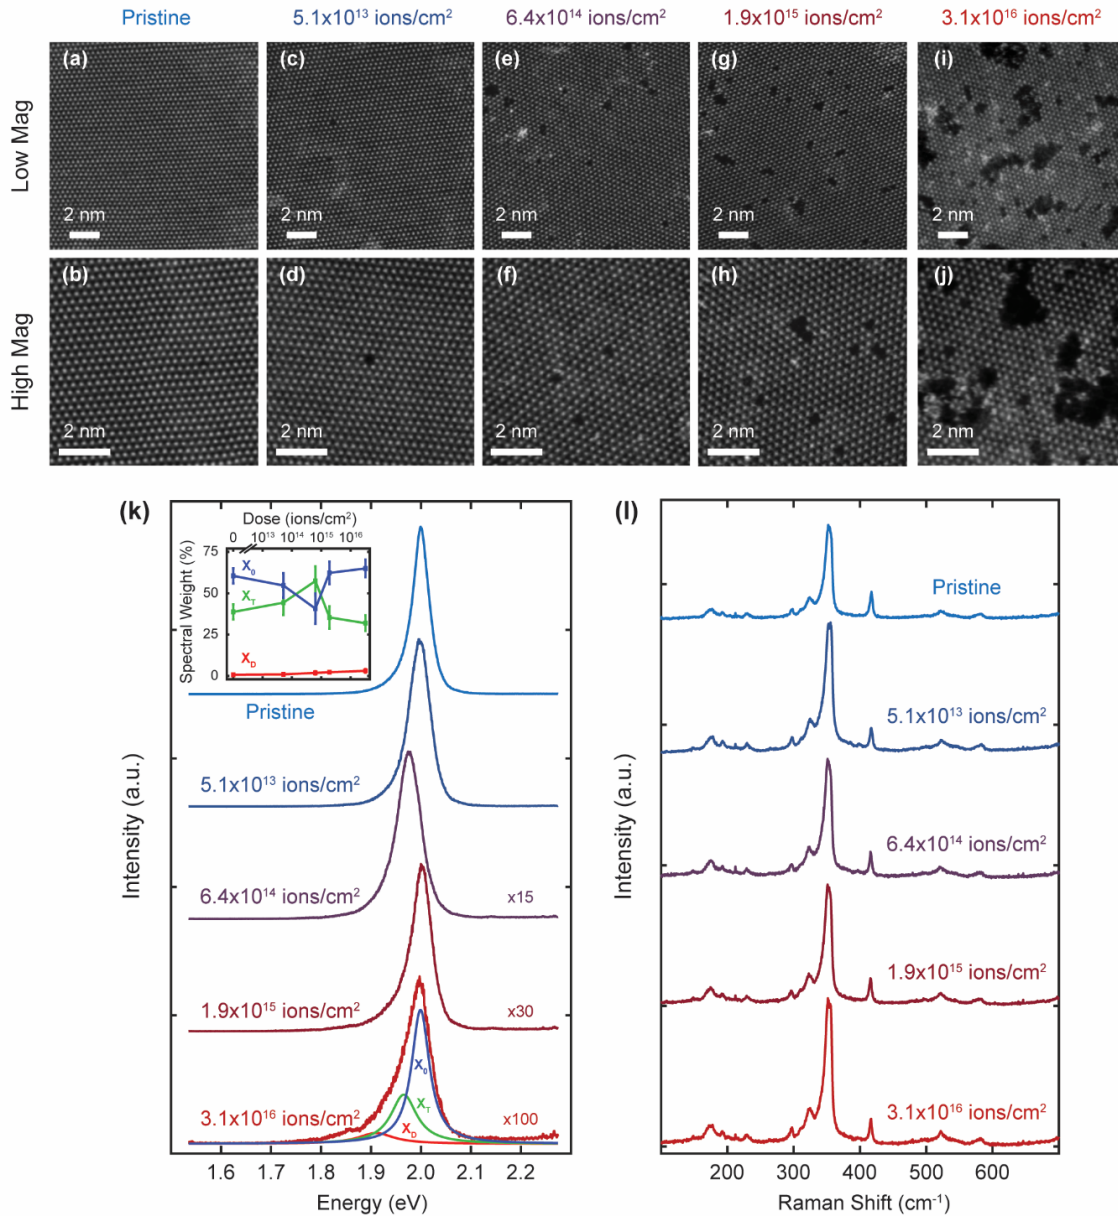 Pristine
5.1x10¹³ ions/cm²
6.4x10¹⁴ ions/cm²
1.9x10¹⁵ ions/cm²
3.1x10¹⁶ ions/cm²
Low Mag
(a)
2 nm
(c)
2 nm
(e)
2 nm
(g)
2 nm
(i)
2 nm
High Mag
(b)
2 nm
(d)
2 nm
(f)
2 nm
(h)
2 nm
(j)
2 nm
(k)
Dose (ions/cm²)
0 10¹³ 10¹⁴ 10¹⁵ 10¹⁶
Spectral Weight (%)
75
50
25
0
X₀
X_T
X_D
Pristine
5.1x10¹³ ions/cm²
6.4x10¹⁴ ions/cm²
x15
1.9x10¹⁵ ions/cm²
x30
3.1x10¹⁶ ions/cm²
x100
X₀
X_T
X_D
Intensity (a.u.)
1.6 1.7 1.8 1.9 2.0 2.1 2.2
Energy (eV)
(l)
Pristine
5.1x10¹³ ions/cm²
6.4x10¹⁴ ions/cm²
1.9x10¹⁵ ions/cm²
3.1x10¹⁶ ions/cm²
Intensity (a.u.)
200 300 400 500 600
Raman Shift (cm⁻¹)